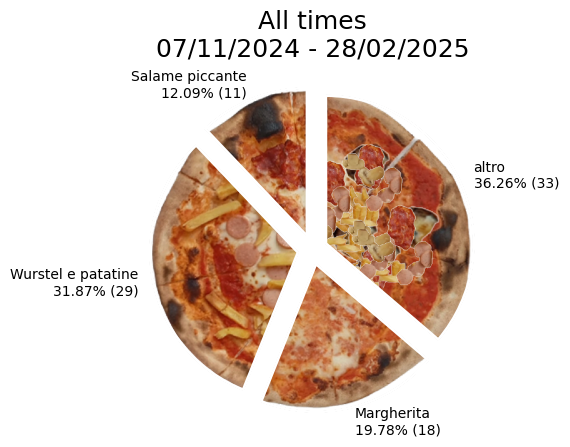 All times
07/11/2024 - 28/02/2025
Salame piccante
12.09% (11)
altro
36.26% (33)
Wurstel e patatine
31.87% (29)
Margherita
19.78% (18)